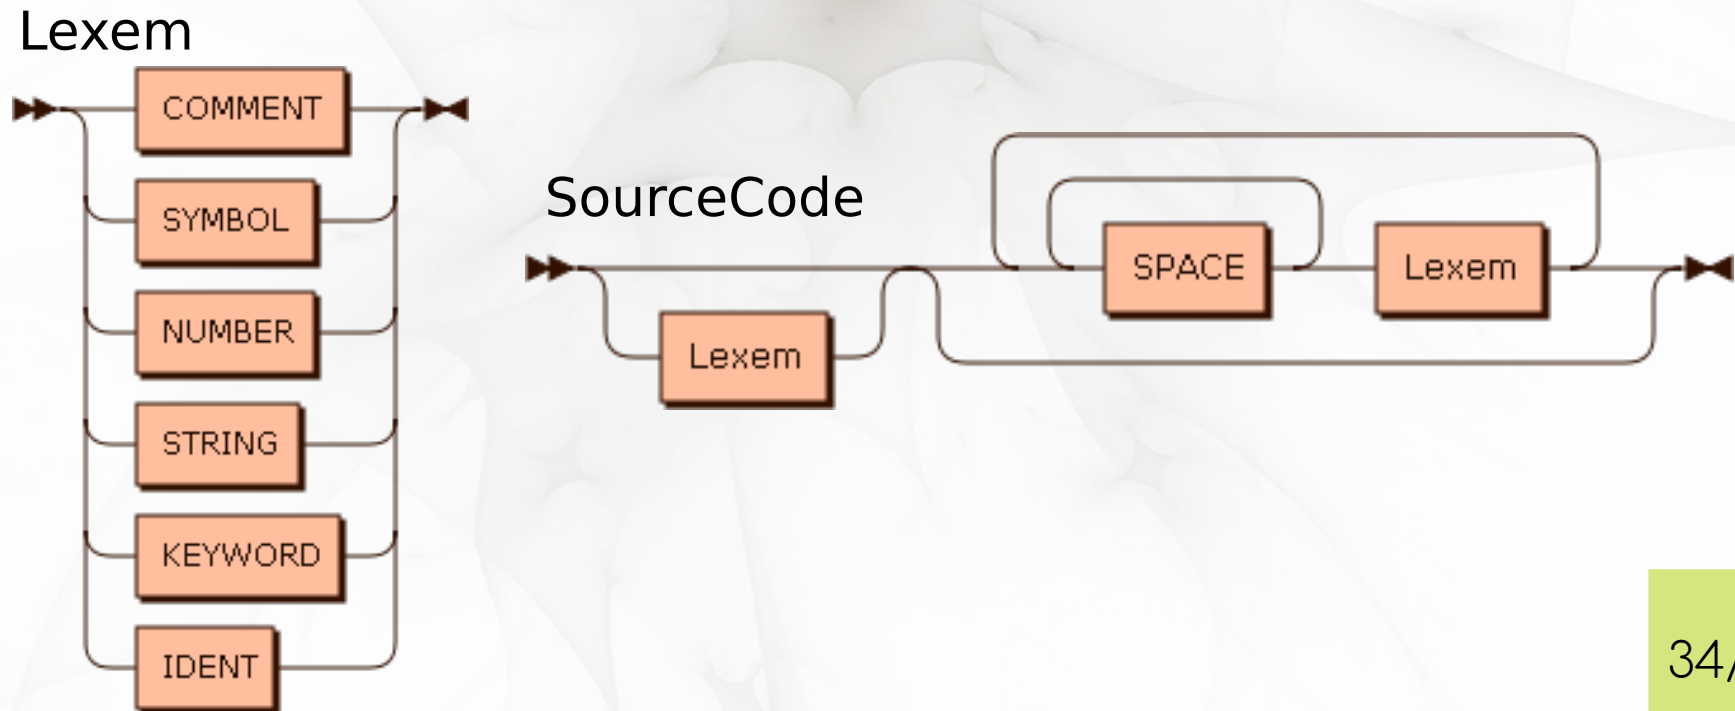 Lexem
COMMENT
SYMBOL
NUMBER
STRING
KEYWORD
IDENT
SourceCode
SPACE
Lexem
Lexem
34/